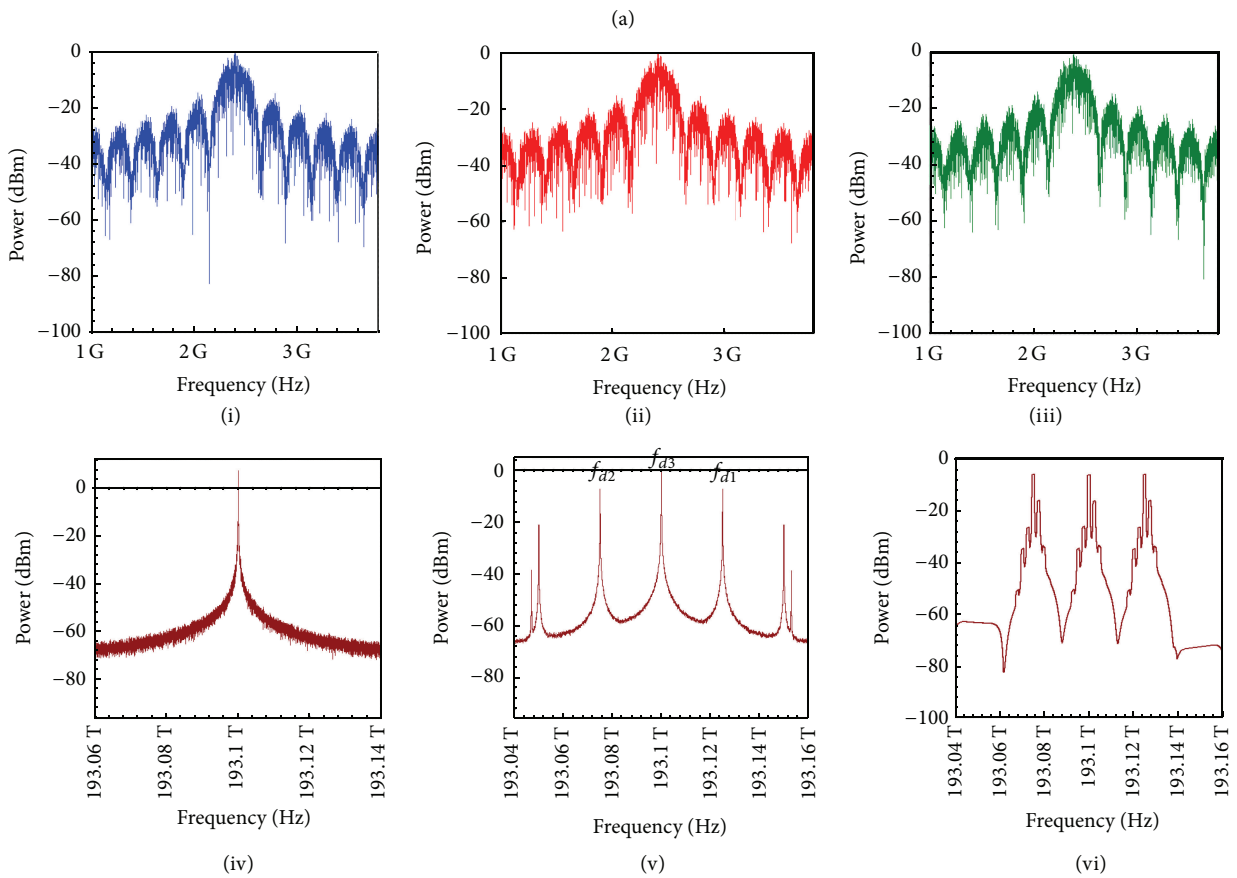 (a)
Power (dBm)
0
−20
−40
−60
−80
−100
1 G
2 G
3 G
Frequency (Hz)
(i)
Power (dBm)
0
−20
−40
−60
−80
−100
1 G
2 G
3 G
Frequency (Hz)
(ii)
Power (dBm)
0
−20
−40
−60
−80
−100
1 G
2 G
3 G
Frequency (Hz)
(iii)
Power (dBm)
0
−20
−40
−60
−80
193.06 T
193.08 T
193.1 T
193.12 T
193.14 T
Frequency (Hz)
(iv)
Power (dBm)
0
−20
−40
−60
−80
fd2
fd3
fd1
193.04 T
193.06 T
193.08 T
193.1 T
193.12 T
193.14 T
193.16 T
Frequency (Hz)
(v)
Power (dBm)
0
−20
−40
−60
−80
−100
193.04 T
193.06 T
193.08 T
193.1 T
193.12 T
193.14 T
193.16 T
Frequency (Hz)
(vi)